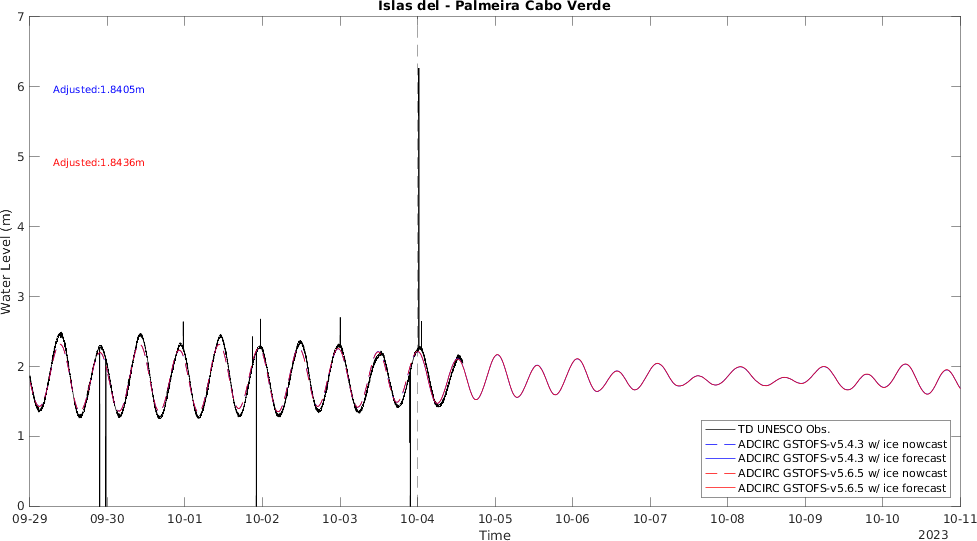 Islas del - Palmeira Cabo Verde
Water Level (m)
7
6
5
4
3
2
1
0
Adjusted:1.8405m
Adjusted:1.8436m
TD UNESCO Obs.
ADCIRC GSTOFS-v5.4.3 w/ ice nowcast
ADCIRC GSTOFS-v5.4.3 w/ ice forecast
ADCIRC GSTOFS-v5.6.5 w/ ice nowcast
ADCIRC GSTOFS-v5.6.5 w/ ice forecast
09-29 09-30 10-01 10-02 10-03 10-04 10-05 10-06 10-07 10-08 10-09 10-10 10-11
Time
2023